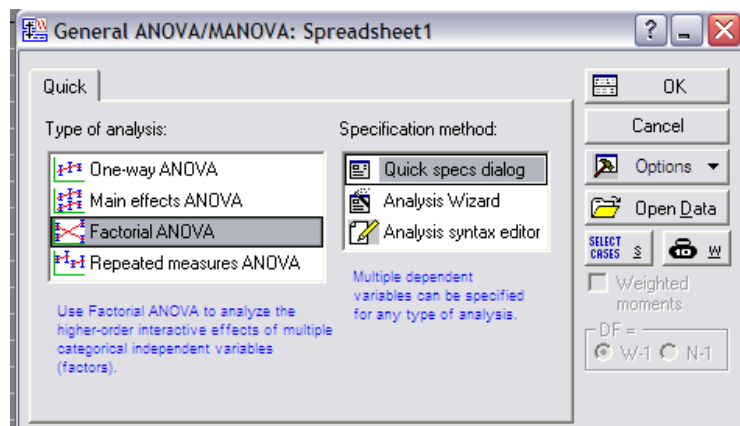 General ANOVA/MANOVA: Spreadsheet1
Quick
Type of analysis:
One-way ANOVA
Main effects ANOVA
Factorial ANOVA
Repeated measures ANOVA
Use Factorial ANOVA to analyze the
higher-order interactive effects of multiple
categorical independent variables
(factors).
Specification method:
Quick specs dialog
Analysis Wizard
Analysis syntax editor
Multiple dependent
variables can be specified
for any type of analysis.
OK
Cancel
Options
Open Data
SELECT
CASES S
W
Weighted
moments
DF =
W-1 N-1